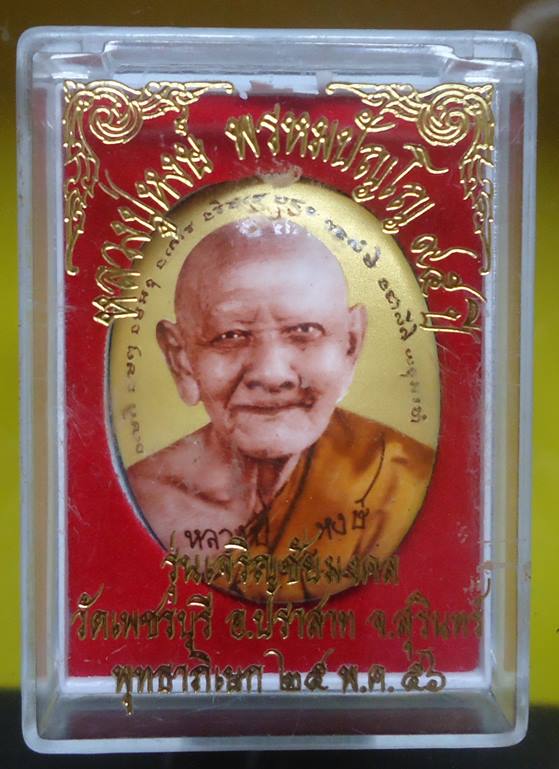 หลวงปู่หงษ์ พรหมปัญโญ ๙๕ ปี
หลวงปู่ หงษ์
รุ่นเจริญชัยมงคล
วัดเพชรบุรี อ.ปราสาท จ.สุรินทร์
พุทธาภิเษก ๒๕ พ.ค. ๕๖